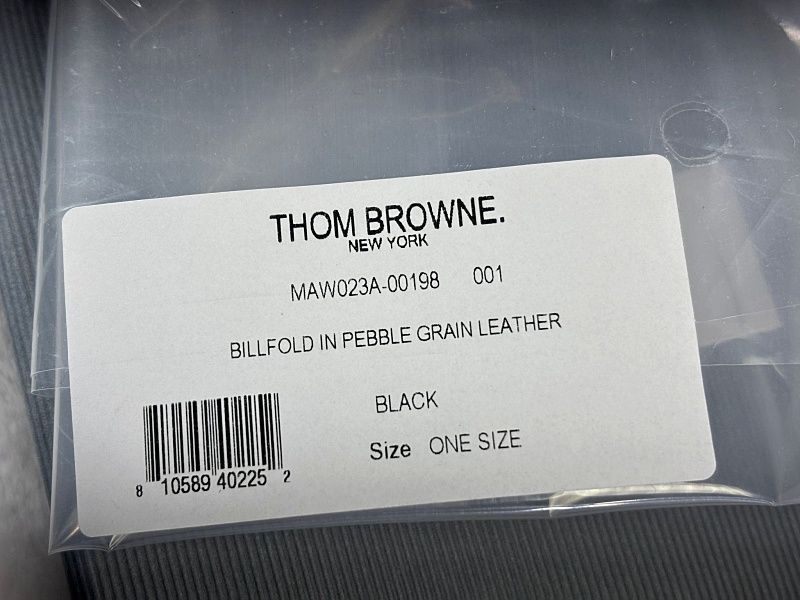 THOM BROWNE.
NEW YORK
MAW023A-00198 001
BILLFOLD IN PEBBLE GRAIN LEATHER
BLACK
Size ONE SIZE
8 10589 40225 2